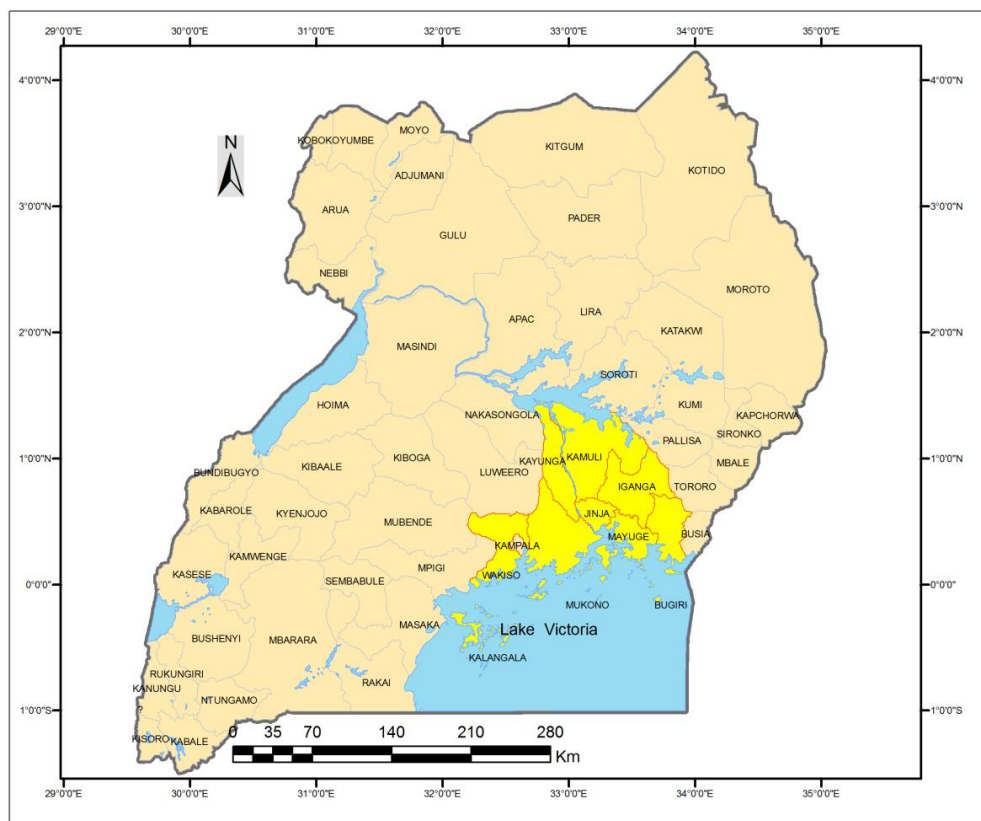 29°0'0"E 30°0'0"E 31°0'0"E 32°0'0"E 33°0'0"E 34°0'0"E 35°0'0"E
4°0'0"N 4°0'0"N
N
MOYO
KOBOKOYUMBE
KITGUM
ADJUMANI
KOTIDO
3°0'0"N 3°0'0"N
ARUA
PADER
GULU
NEBBI
MOROTO
APAC
LIRA
2°0'0"N 2°0'0"N
KATAKWI
MASINDI
SOROTI
HOIMA
KUMI
NAKASONGOLA
KAPCHORWA
SIRONKO
PALLISA
1°0'0"N 1°0'0"N
KIBOGA
KAYUNGA
KAMULI
MBALE
BUNDIBUGYO
KIBAALE
LUWEERO
IGANGA
TORORO
KABAROLE
KYENJOJO
JINJA
MUBENDE
MAYUGE
BUSIA
KAMWENGE
KAMPALA
MPIGI
KASESE
WAKISO
0°0'0" 0°0'0"
SEMBABULE
MUKONO
BUGIRI
MASAKA
Lake Victoria
BUSHENYI
MBARARA
KALANGALA
RUKUNGIRI
RAKAI
KANUNGU
NTUNGAMO
1°0'0"S 1°0'0"S
?
KISORO
KABALE
0 35 70 140 210 280
Km
29°0'0"E 30°0'0"E 31°0'0"E 32°0'0"E 33°0'0"E 34°0'0"E 35°0'0"E